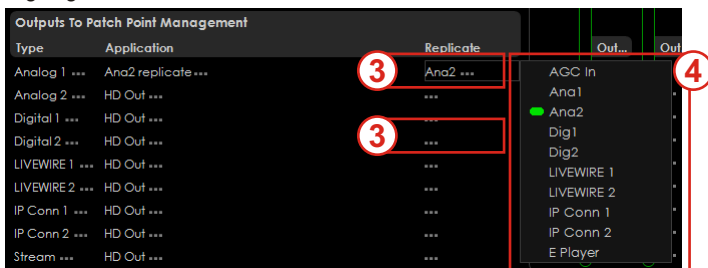 Outputs To Patch Point Management
Type Application Replicate Out... Out
Analog 1 ... Ana2 replicate ... Ana2 ...
Analog 2 ... HD Out ... ...
Digital 1 ... HD Out ... ...
Digital 2 ... HD Out ... ...
LIVEWIRE 1 ... HD Out ... ...
LIVEWIRE 2 ... HD Out ... ...
IP Conn 1 ... HD Out ... ...
IP Conn 2 ... HD Out ... ...
Stream ... HD Out ... ...
3
3
4
AGC In
Ana1
Ana2
Dig1
Dig2
LIVEWIRE 1
LIVEWIRE 2
IP Conn 1
IP Conn 2
E Player